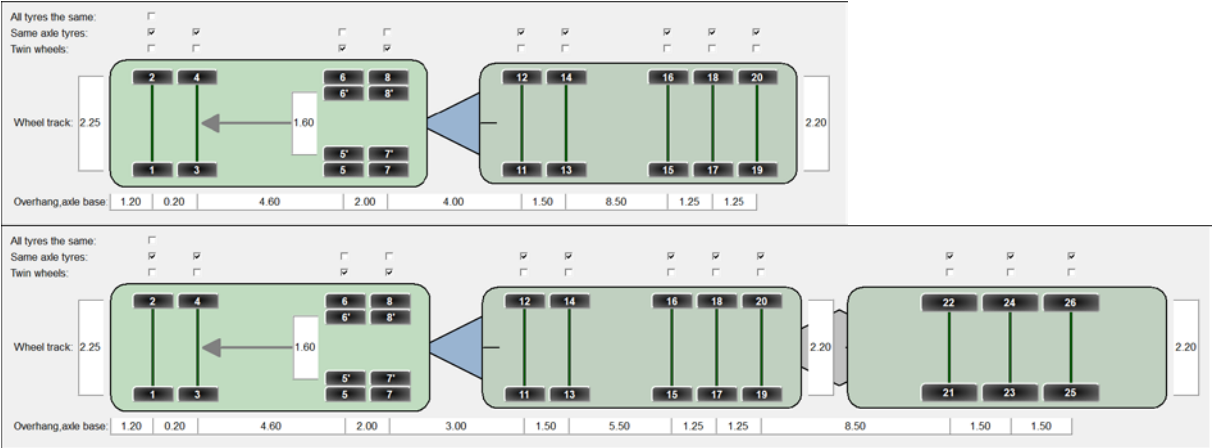 All tyres the same:
Same axle tyres:
Twin wheels:
2 4 6 8 12 14 16 18 20
6' 8'
Wheel track: 2.25 1.60 2.20
5' 7'
1 3 5 7 11 13 15 17 19
Overhang,axle base: 1.20 0.20 4.60 2.00 4.00 1.50 8.50 1.25 1.25
All tyres the same:
Same axle tyres:
Twin wheels:
2 4 6 8 12 14 16 18 20 22 24 26
6' 8'
Wheel track: 2.25 1.60 2.20 2.20
5' 7'
1 3 5 7 11 13 15 17 19 21 23 25
Overhang,axle base: 1.20 0.20 4.60 2.00 3.00 1.50 5.50 1.25 1.25 8.50 1.50 1.50